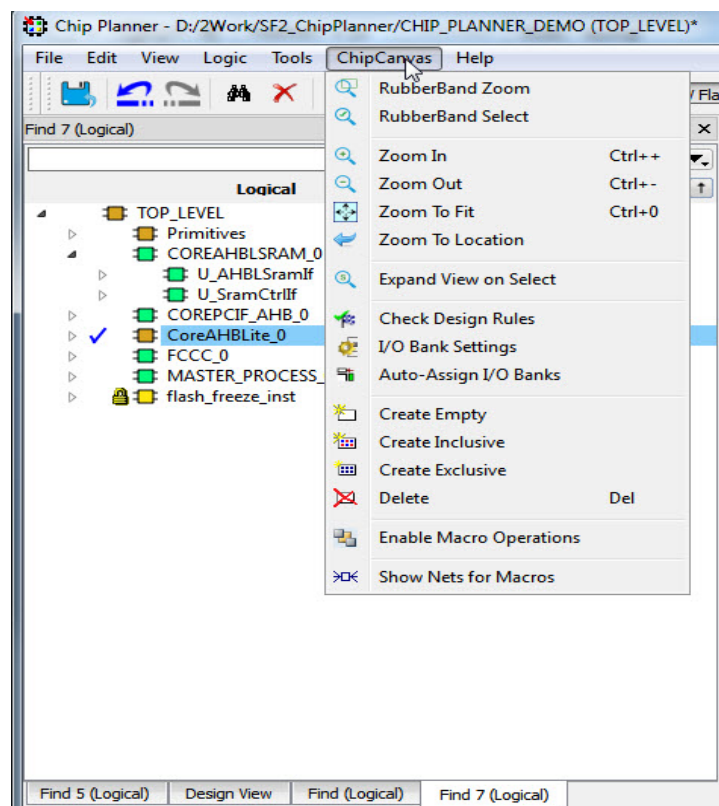 Chip Planner - D:/2Work/SF2_ChipPlanner/CHIP_PLANNER_DEMO (TOP_LEVEL)*
File Edit View Logic Tools ChipCanvas Help
Find 7 (Logical)
Logical
TOP_LEVEL
Primitives
COREAHBLSRAM_0
U_AHBLSramIf
U_SramCtrlIf
COREPCIF_AHB_0
CoreAHBLite_0
FCCC_0
MASTER_PROCESS_
flash_freeze_inst
RubberBand Zoom
RubberBand Select
Zoom In Ctrl++
Zoom Out Ctrl+-
Zoom To Fit Ctrl+0
Zoom To Location
Expand View on Select
Check Design Rules
I/O Bank Settings
Auto-Assign I/O Banks
Create Empty
Create Inclusive
Create Exclusive
Delete Del
Enable Macro Operations
Show Nets for Macros
/ Fla
Find 5 (Logical) Design View Find (Logical) Find 7 (Logical)